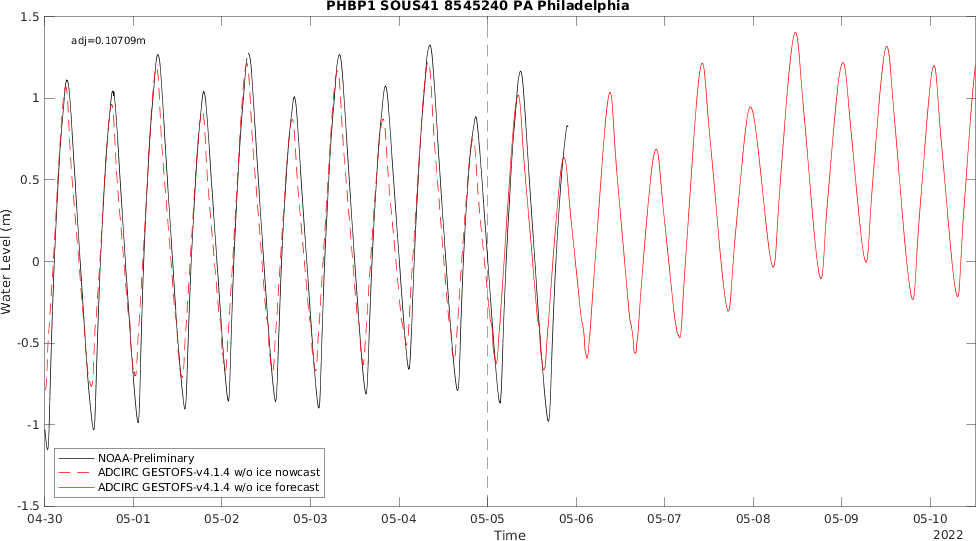 PHBP1 SOUS41 8545240 PA Philadelphia
adj=0.10709m
1.5
1
0.5
0
-0.5
-1
-1.5
Water Level (m)
NOAA-Preliminary
ADCIRC GESTOFS-v4.1.4 w/o ice nowcast
ADCIRC GESTOFS-v4.1.4 w/o ice forecast
04-30 05-01 05-02 05-03 05-04 05-05 05-06 05-07 05-08 05-09 05-10
Time
2022